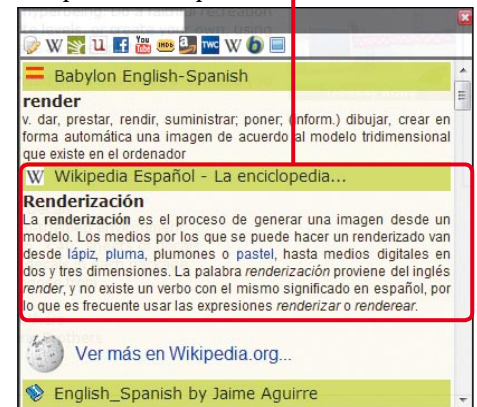 Babylon English-Spanish
render
v. dar, prestar, rendir, suministrar; poner; (inform.) dibujar, crear en
forma automática una imagen de acuerdo al modelo tridimensional
que existe en el ordenador
W Wikipedia Español - La enciclopedia...
Renderización
La renderización es el proceso de generar una imagen desde un
modelo. Los medios por los que se puede hacer un renderizado van
desde lápiz, pluma, plumones o pastel, hasta medios digitales en
dos y tres dimensiones. La palabra renderización proviene del inglés
render, y no existe un verbo con el mismo significado en español, por
lo que es frecuente usar las expresiones renderizar o renderear.
Ver más en Wikipedia.org...
English_Spanish by Jaime Aguirre